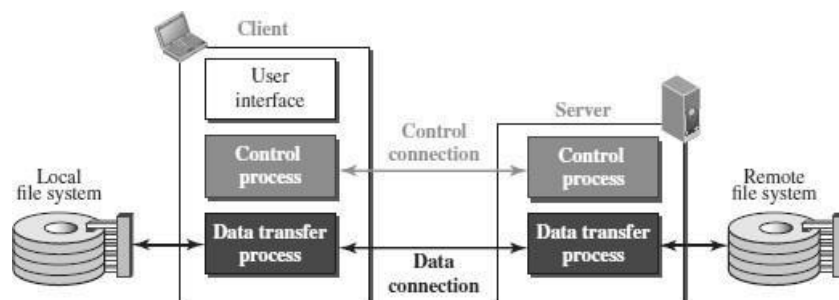 Client
User
interface
Server
Control
connection
Control
process
Control
process
Local
file system
Remote
file system
Data transfer
process
Data transfer
process
Data
connection